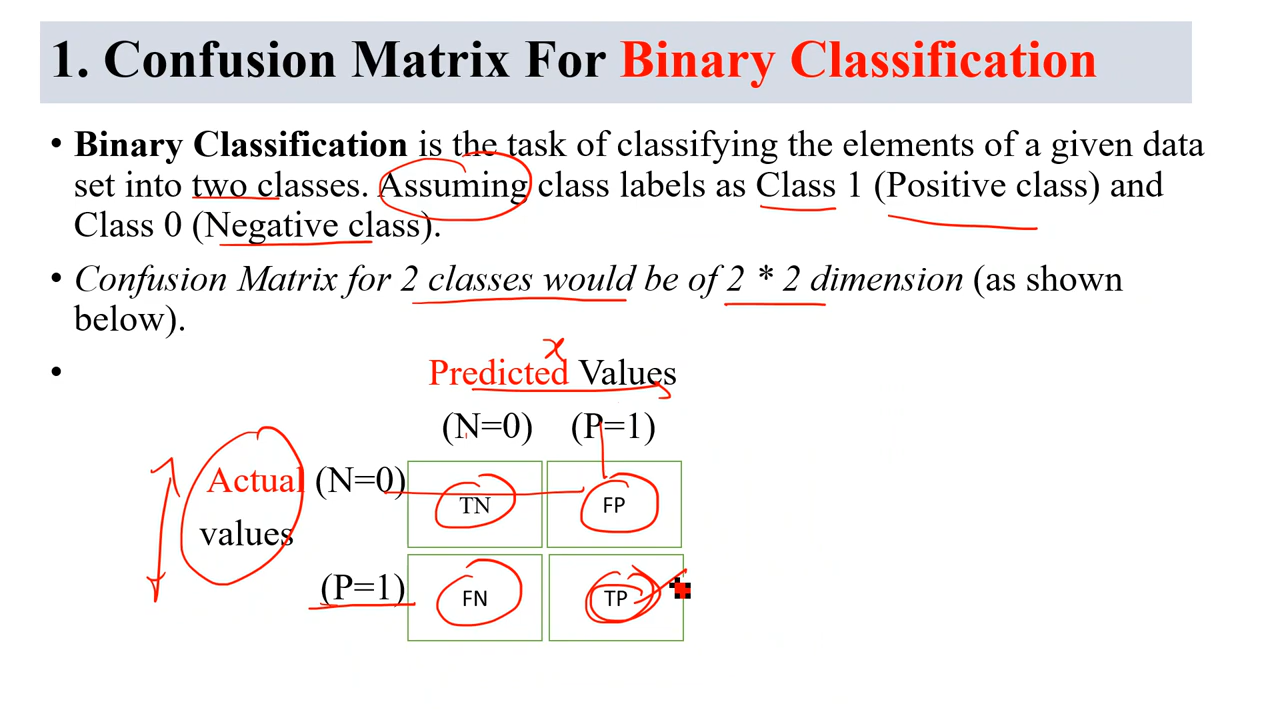 1. Confusion Matrix For Binary Classification
• Binary Classification is the task of classifying the elements of a given data
set into two classes. Assuming class labels as Class 1 (Positive class) and
Class 0 (Negative class).
• Confusion Matrix for 2 classes would be of 2 * 2 dimension (as shown
below).
x
• Predicted Values
(N=0) (P=1)
Actual (N=0) TN FP
values
(P=1) FN TP